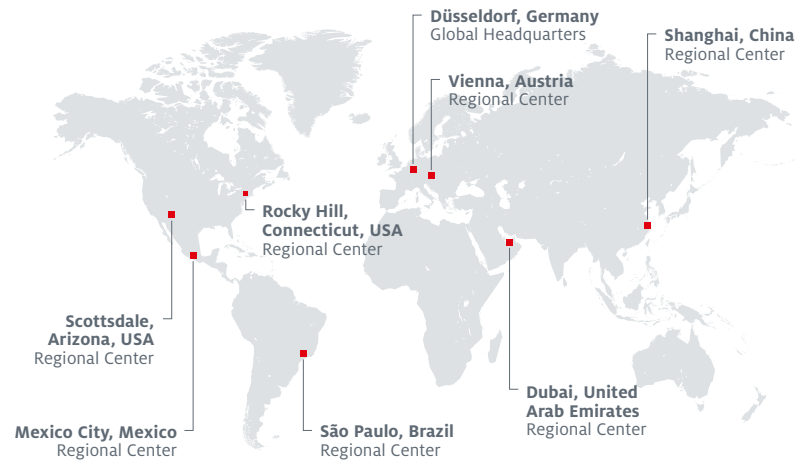 Düsseldorf, Germany
Global Headquarters
Shanghai, China
Regional Center
Vienna, Austria
Regional Center
Rocky Hill,
Connecticut, USA
Regional Center
Scottsdale,
Arizona, USA
Regional Center
Dubai, United
Arab Emirates
Regional Center
Mexico City, Mexico
Regional Center
São Paulo, Brazil
Regional Center